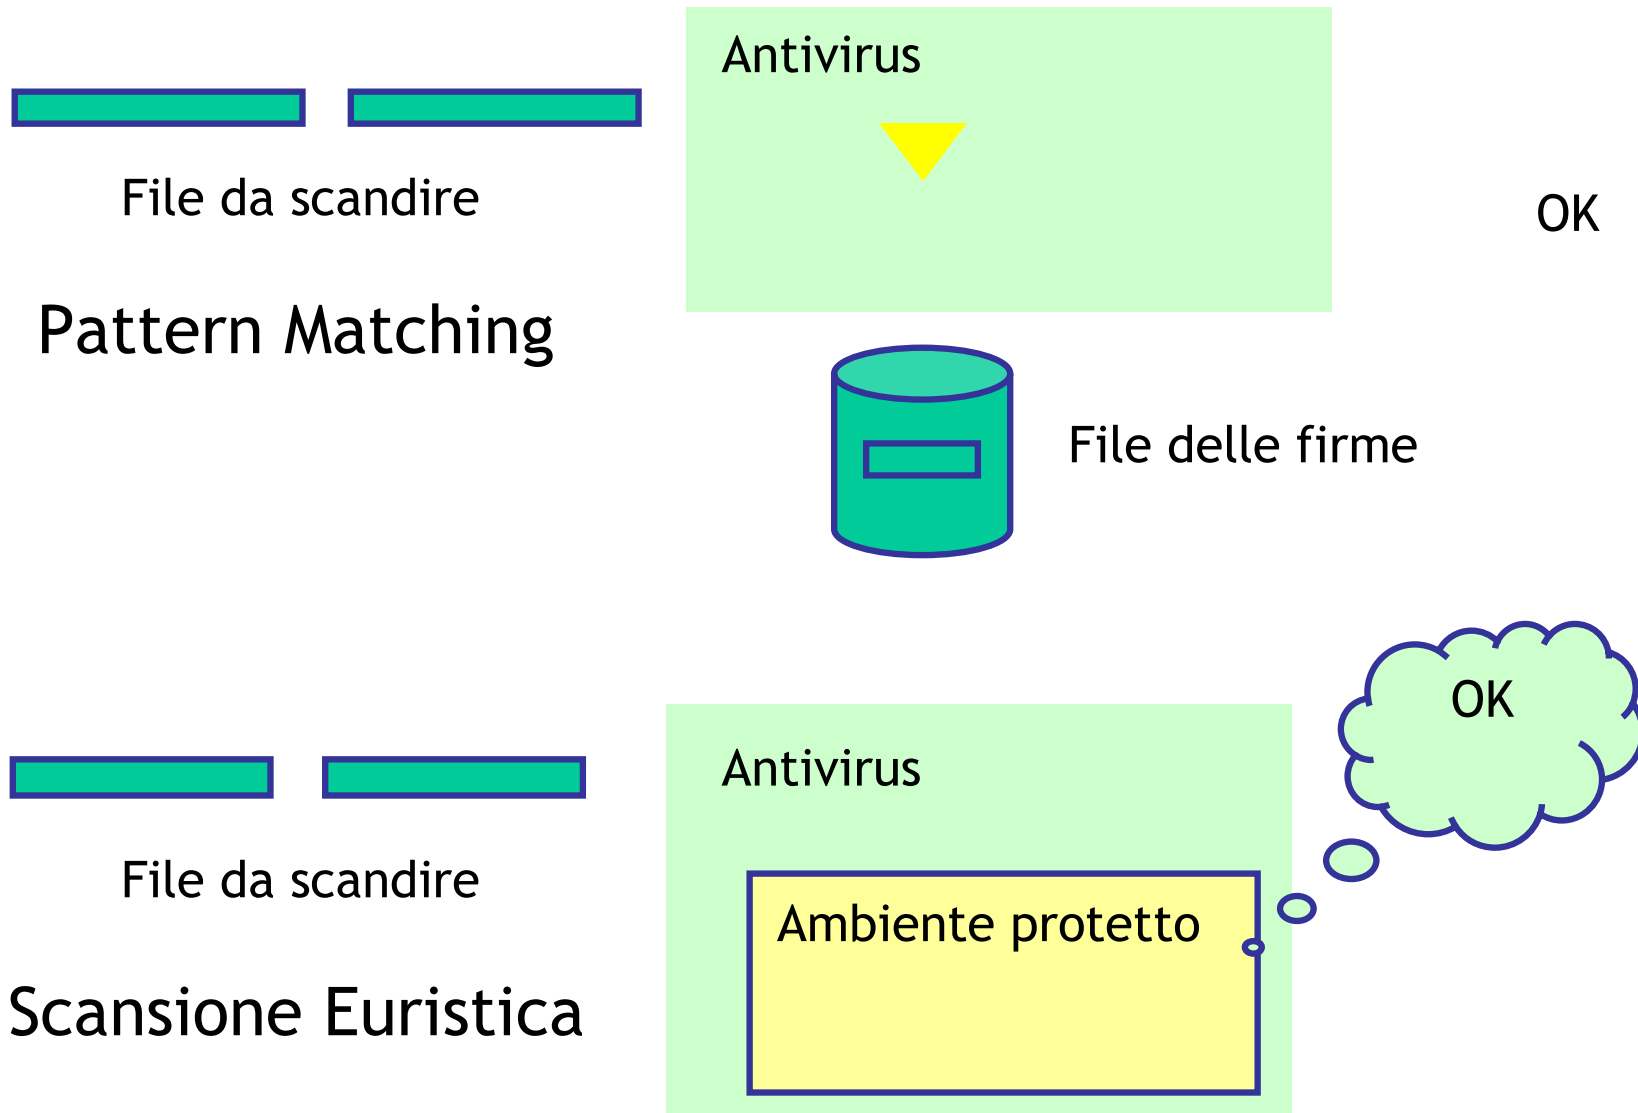 Antivirus
File da scandire
OK
Pattern Matching
File delle firme
OK
Antivirus
File da scandire
Ambiente protetto
Scansione Euristica